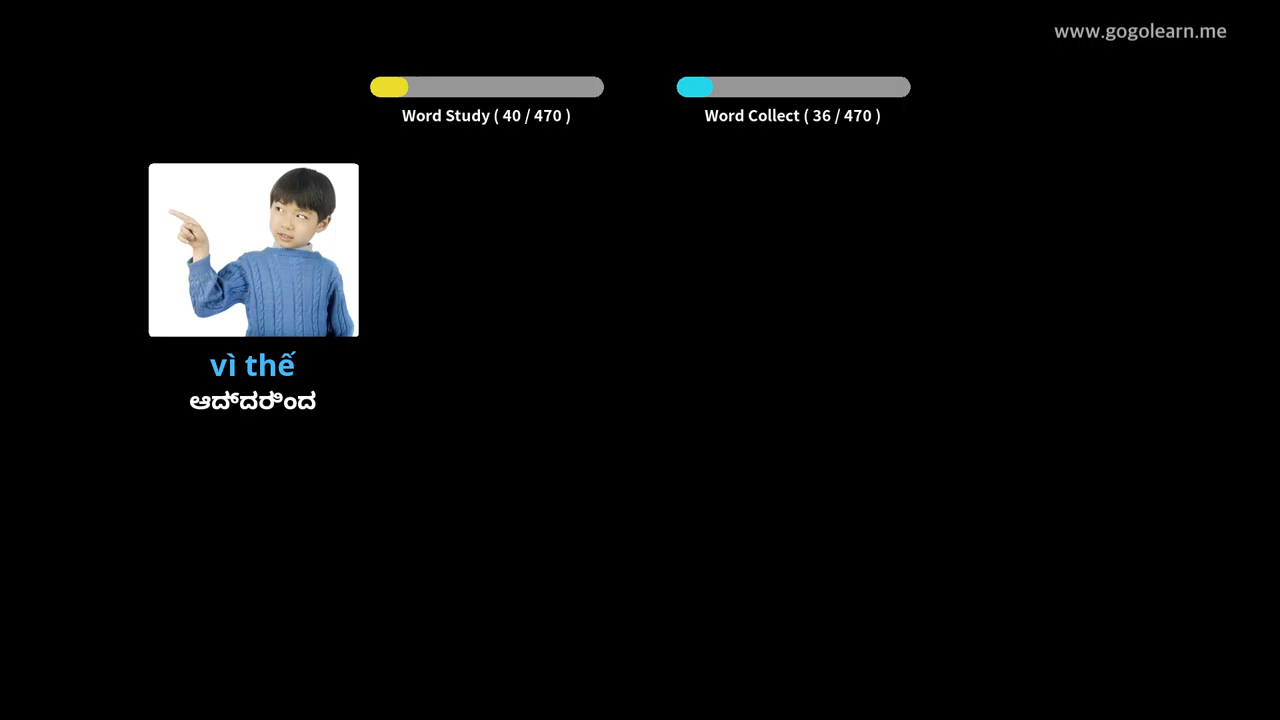 www.gogolearn.me
Word Study ( 40 / 470 )
Word Collect ( 36 / 470 )
vì thế
ಆದ್ದರಿಂದ